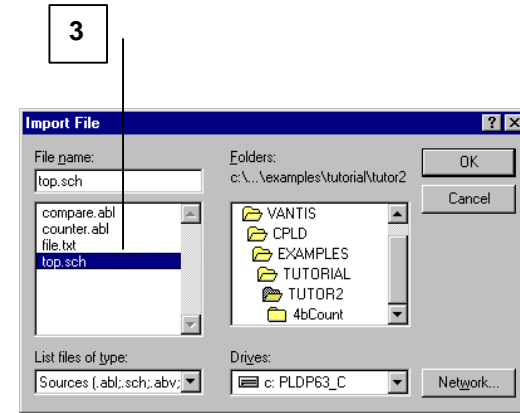 3
Import File
File name:
top.sch
compare.abl
counter.abl
file.txt
top.sch
List files of type:
Sources (.abl;.sch;.abv;
Folders:
c:\...\examples\tutorial\tutor2
VANTIS
CPLD
EXAMPLES
TUTORIAL
TUTOR2
4bCount
Drives:
c: PLDP63_C
OK
Cancel
Network...